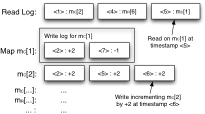 Read Log: <1> : m₁[2] <4> : m₁[6] <5> : m₁[1]
Write log for m₁[1]
Read on m₁[1] at
timestamp <5>
Map m₁[1]: <2> : +2 <7> : -1
m₁[2]: <2> : +2 <5> : +2 <6> : +2
m₁[...]: ...
m₁[...]: ...
... : ...
Write incrementing m₁[2]
by +2 at timestamp <6>